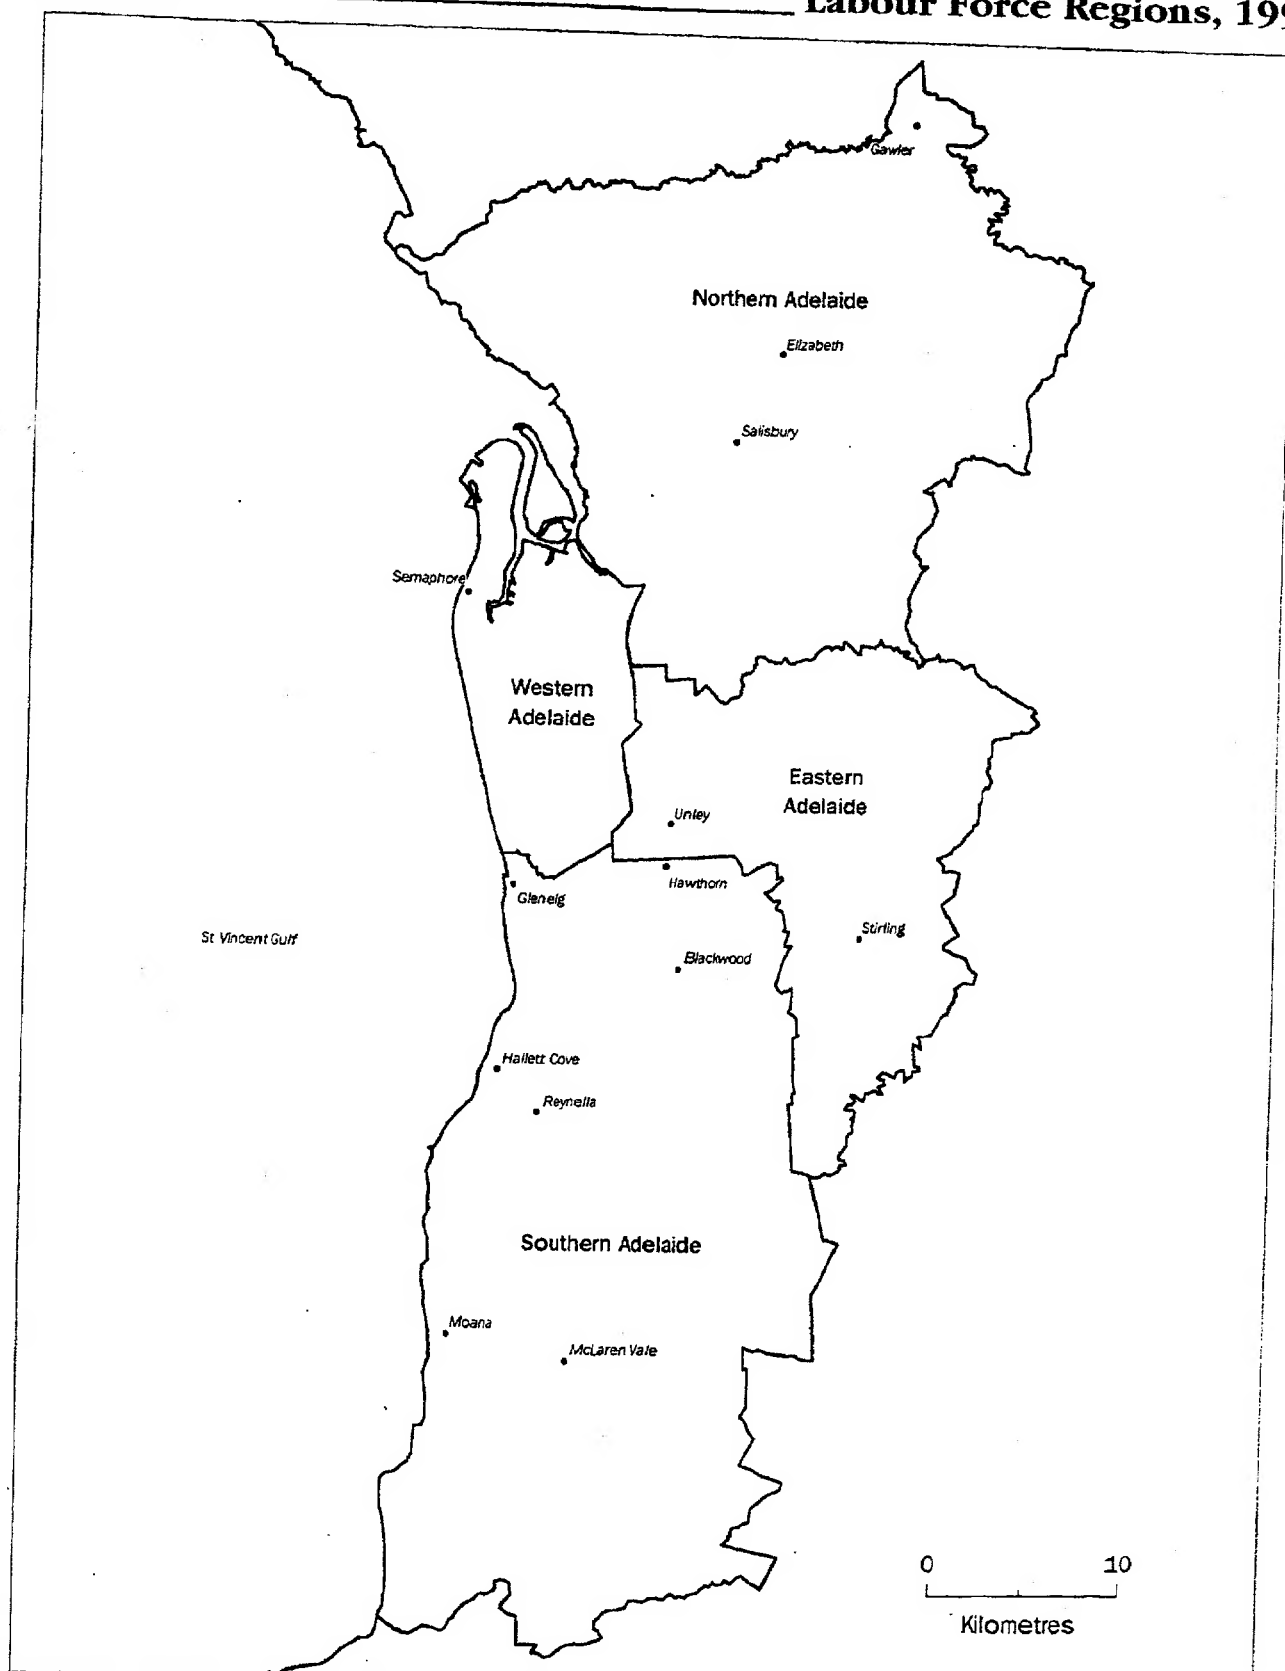 Labour Force Regions, 199
Gawler
Northern Adelaide
Elizabeth
Salisbury
Semaphore
Western
Adelaide
Eastern
Adelaide
Unley
Hawthorn
Glenelg
Stirling
St Vincent Gulf
Blackwood
Hallett Cove
Reynella
Southern Adelaide
Moana
McLaren Vale
0 10
Kilometres